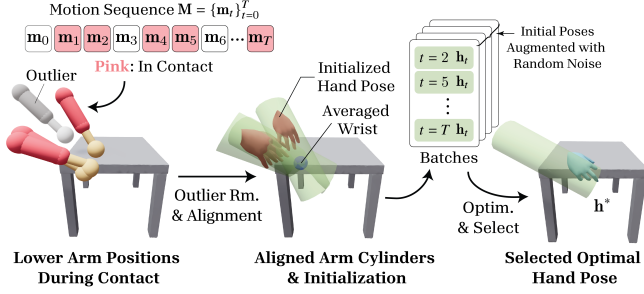 Motion Sequence M = {m_t}_{t=0}^T
m_0 m_1 m_2 m_3 m_4 m_5 m_6 ... m_T
Pink: In Contact
Outlier
Initialized
Hand Pose
Averaged
Wrist
t = 2 h_t
t = 5 h_t
⋮
t = T h_t
Batches
Initial Poses
Augmented with
Random Noise
Outlier Rm.
& Alignment
Optim.
& Select
h*
Lower Arm Positions
During Contact
Aligned Arm Cylinders
& Initialization
Selected Optimal
Hand Pose